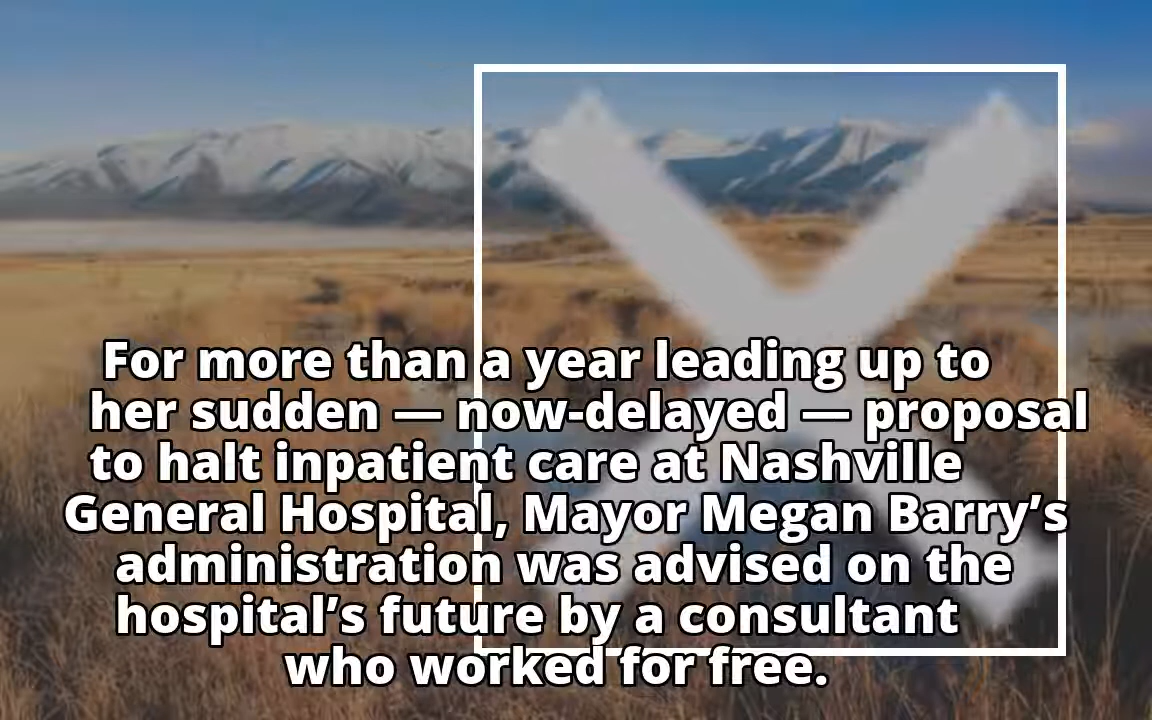 For more than a year leading up to
her sudden — now-delayed — proposal
to halt inpatient care at Nashville
General Hospital, Mayor Megan Barry’s
administration was advised on the
hospital’s future by a consultant
who worked for free.